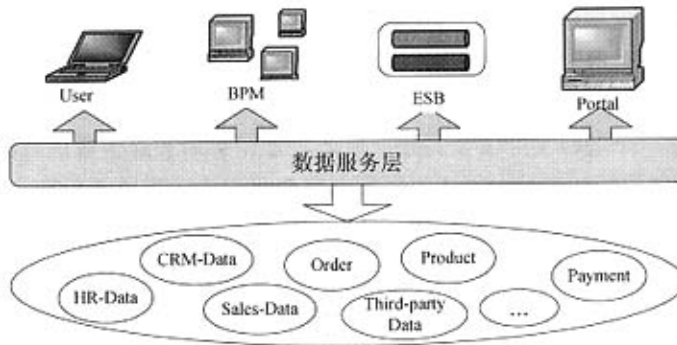 User
BPM
ESB
Portal
数据服务层
CRM-Data
Order
Product
Payment
HR-Data
Sales-Data
Third-party
Data
...